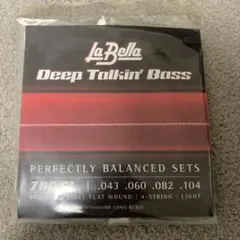 La Bella
Deep Talkin' Bass
PERFECTLY BALANCED SETS
.043 .060 .082 .104
FLAT WOUND | 4-STRING | LIGHT
STANDARD LONG SCALE